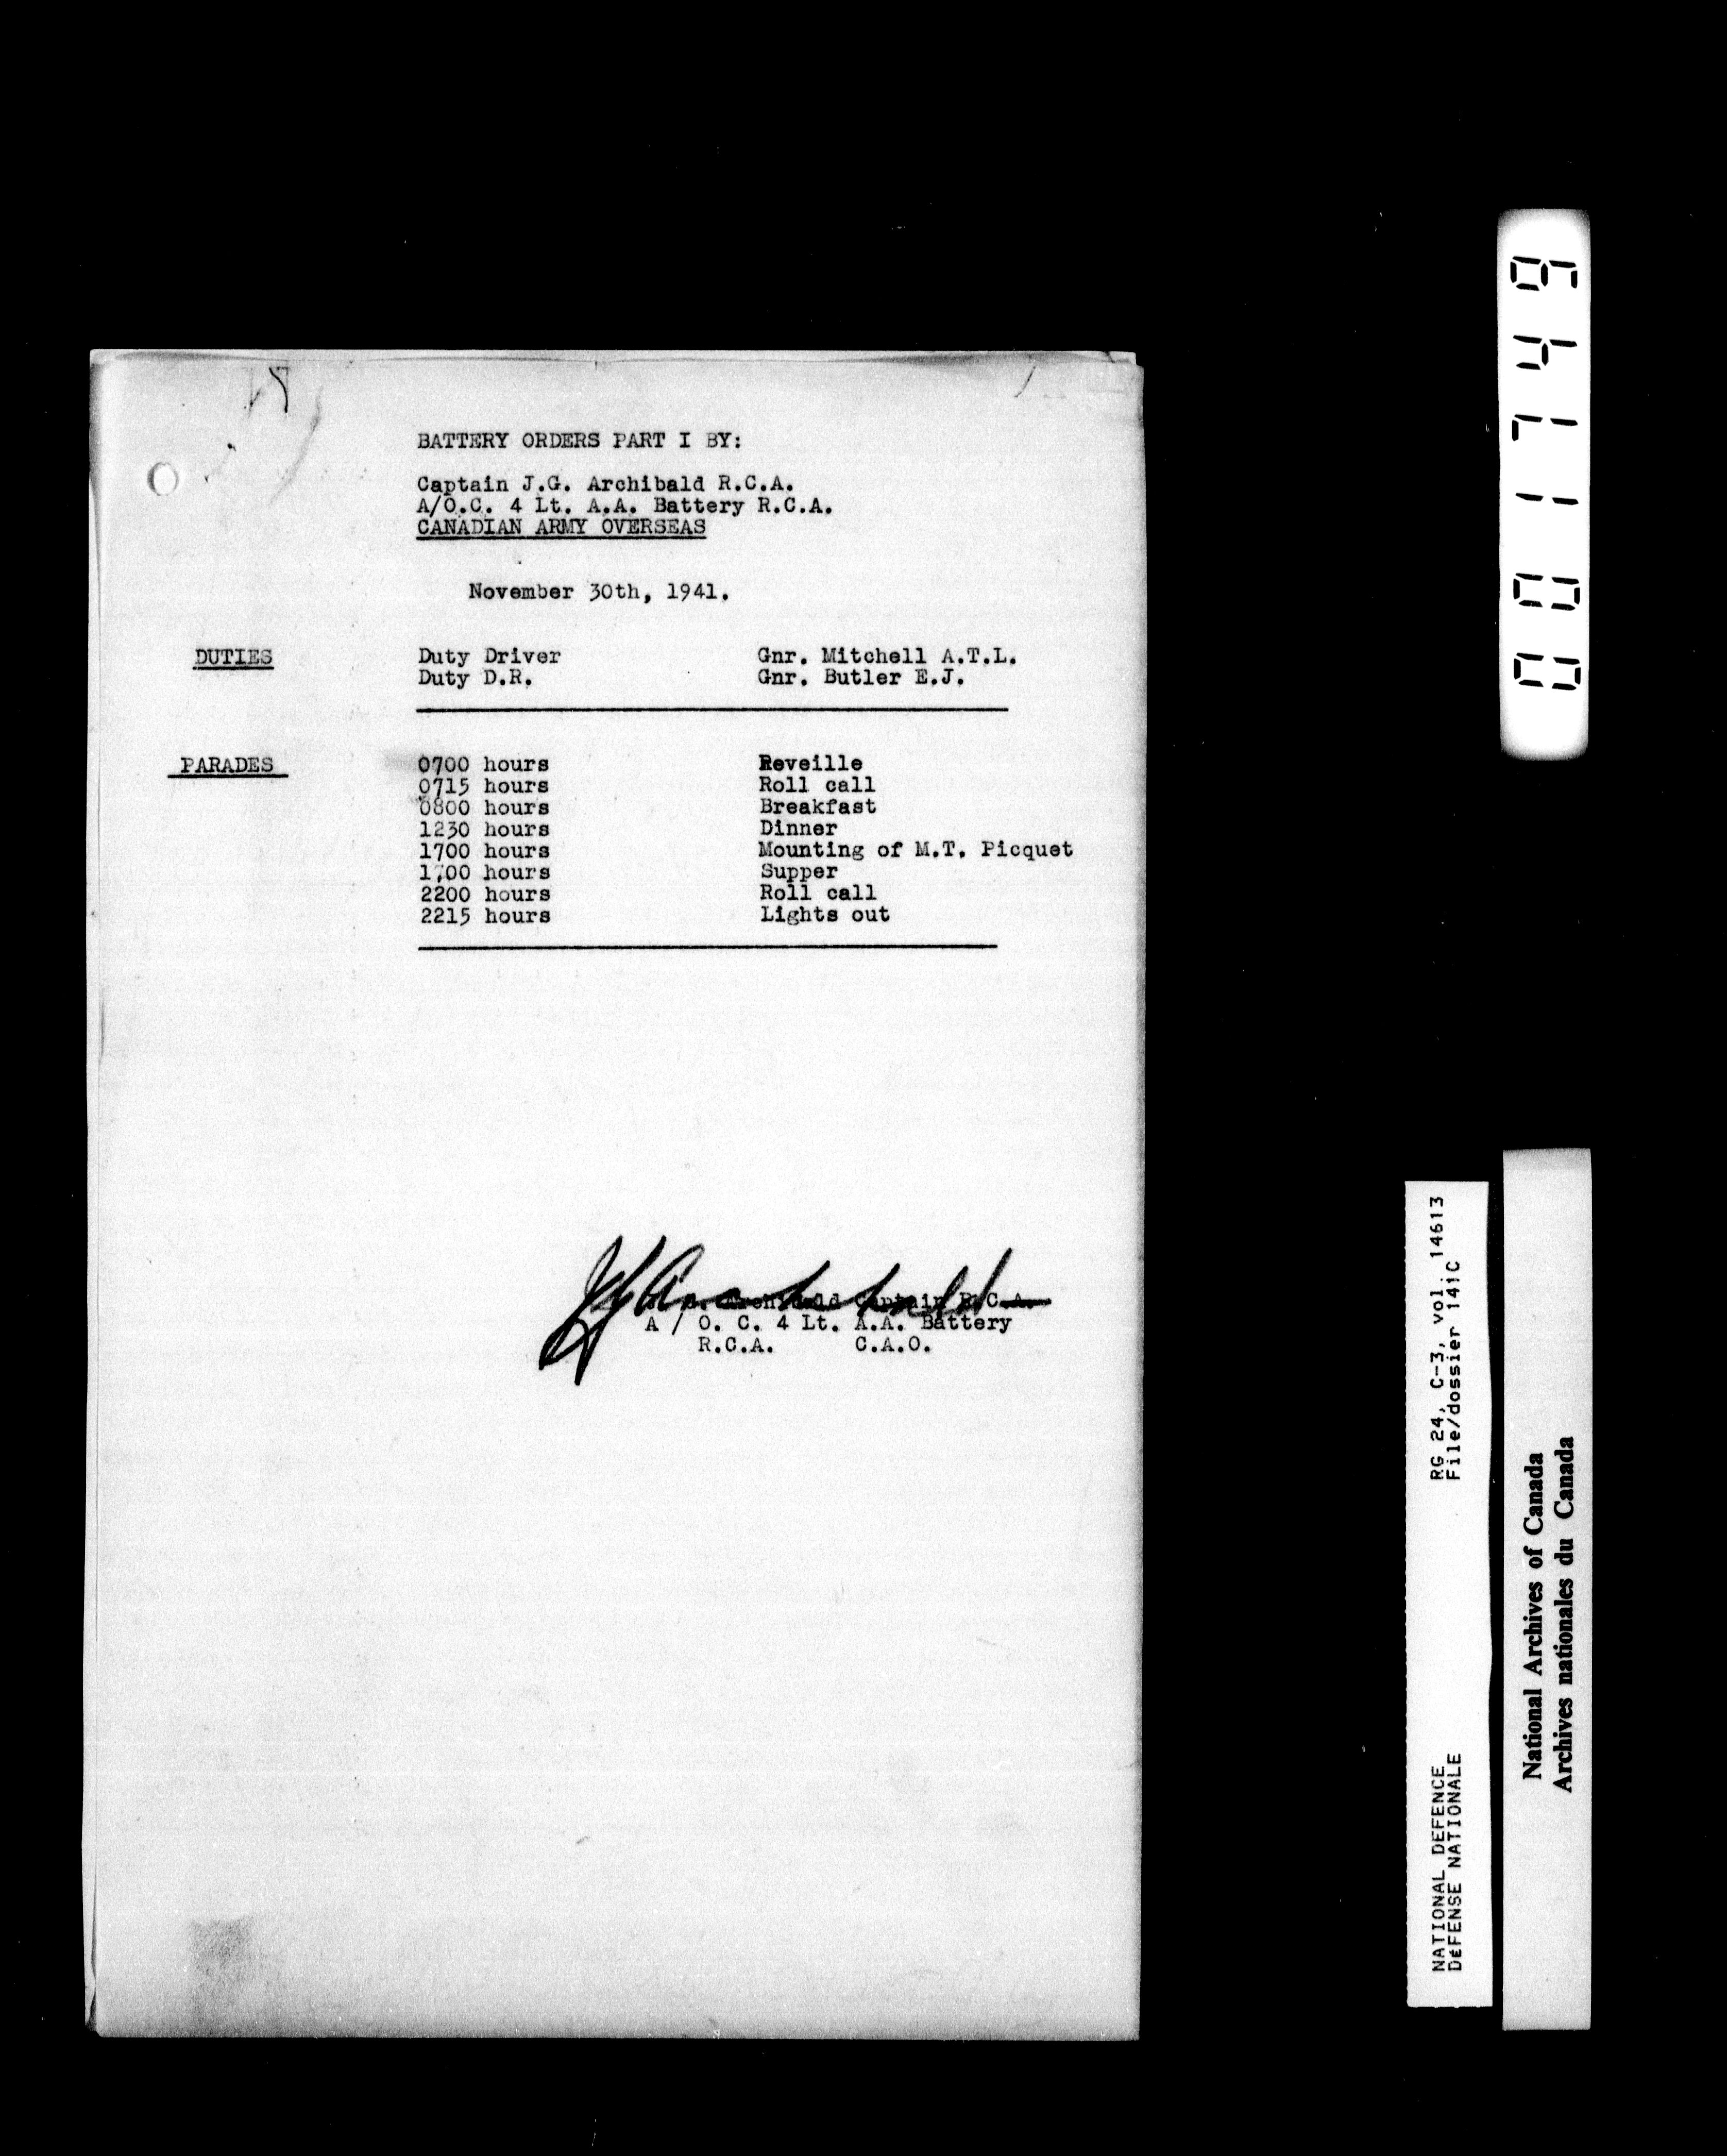 BATTERY ORDERS PART I BY:
Captain J.G. Archibald R.C.A.
A/O.C. 4 Lt. A.A. Battery R.C.A.
CANADIAN ARMY OVERSEAS
November 30th, 1941.
DUTIES Duty Driver Gnr. Mitchell A.T.L.
Duty D.R. Gnr. Butler E.J.
PARADES 0700 hours Reveille
0715 hours Roll call
0800 hours Breakfast
1230 hours Dinner
1700 hours Mounting of M.T. Picquet
1700 hours Supper
2200 hours Roll call
2215 hours Lights out
JG Archibald
G. Archibald Captain R.C.A.
A / O. C. 4 Lt. A.A. Battery
R.C.A. C.A.O.
RG 24, C-3, vol. 14613
File/dossier 141C
NATIONAL DEFENCE
DéFENSE NATIONALE
National Archives of Canada
Archives nationales du Canada